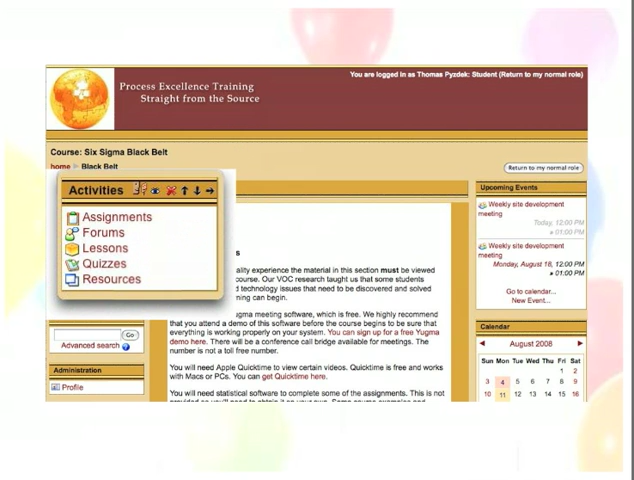 You are logged in as Thomas Pyzdek: Student (Return to my normal role)
Process Excellence Training
Straight from the Source
Course: Six Sigma Black Belt
home Black Belt
Return to my normal role
Activities
Assignments
Forums
Lessons
Quizzes
Resources
Go
Advanced search
Administration
Profile
s
ality experience the material in this section must be viewed
course. Our VOC research taught us that some students
d technology issues that need to be discovered and solved
ning can begin.
gma meeting software, which is free. We highly recommend
that you attend a demo of this software before the course begins to be sure that
everything is working properly on your system. You can sign up for a free Yugma
demo here. There will be a conference call bridge available for meetings. The
number is not a toll free number.
You will need Apple Quicktime to view certain videos. Quicktime is free and works
with Macs or PCs. You can get Quicktime here.
You will need statistical software to complete some of the assignments. This is not
Upcoming Events
Weekly site development
meeting
Today, 12:00 PM
» 01:00 PM
Weekly site development
meeting
Monday, August 18, 12:00 PM
» 01:00 PM
Go to calendar...
New Event...
Calendar
August 2008
Sun Mon Tue Wed Thu Fri Sat
1 2
3 4 5 6 7 8 9
10 11 12 13 14 15 16